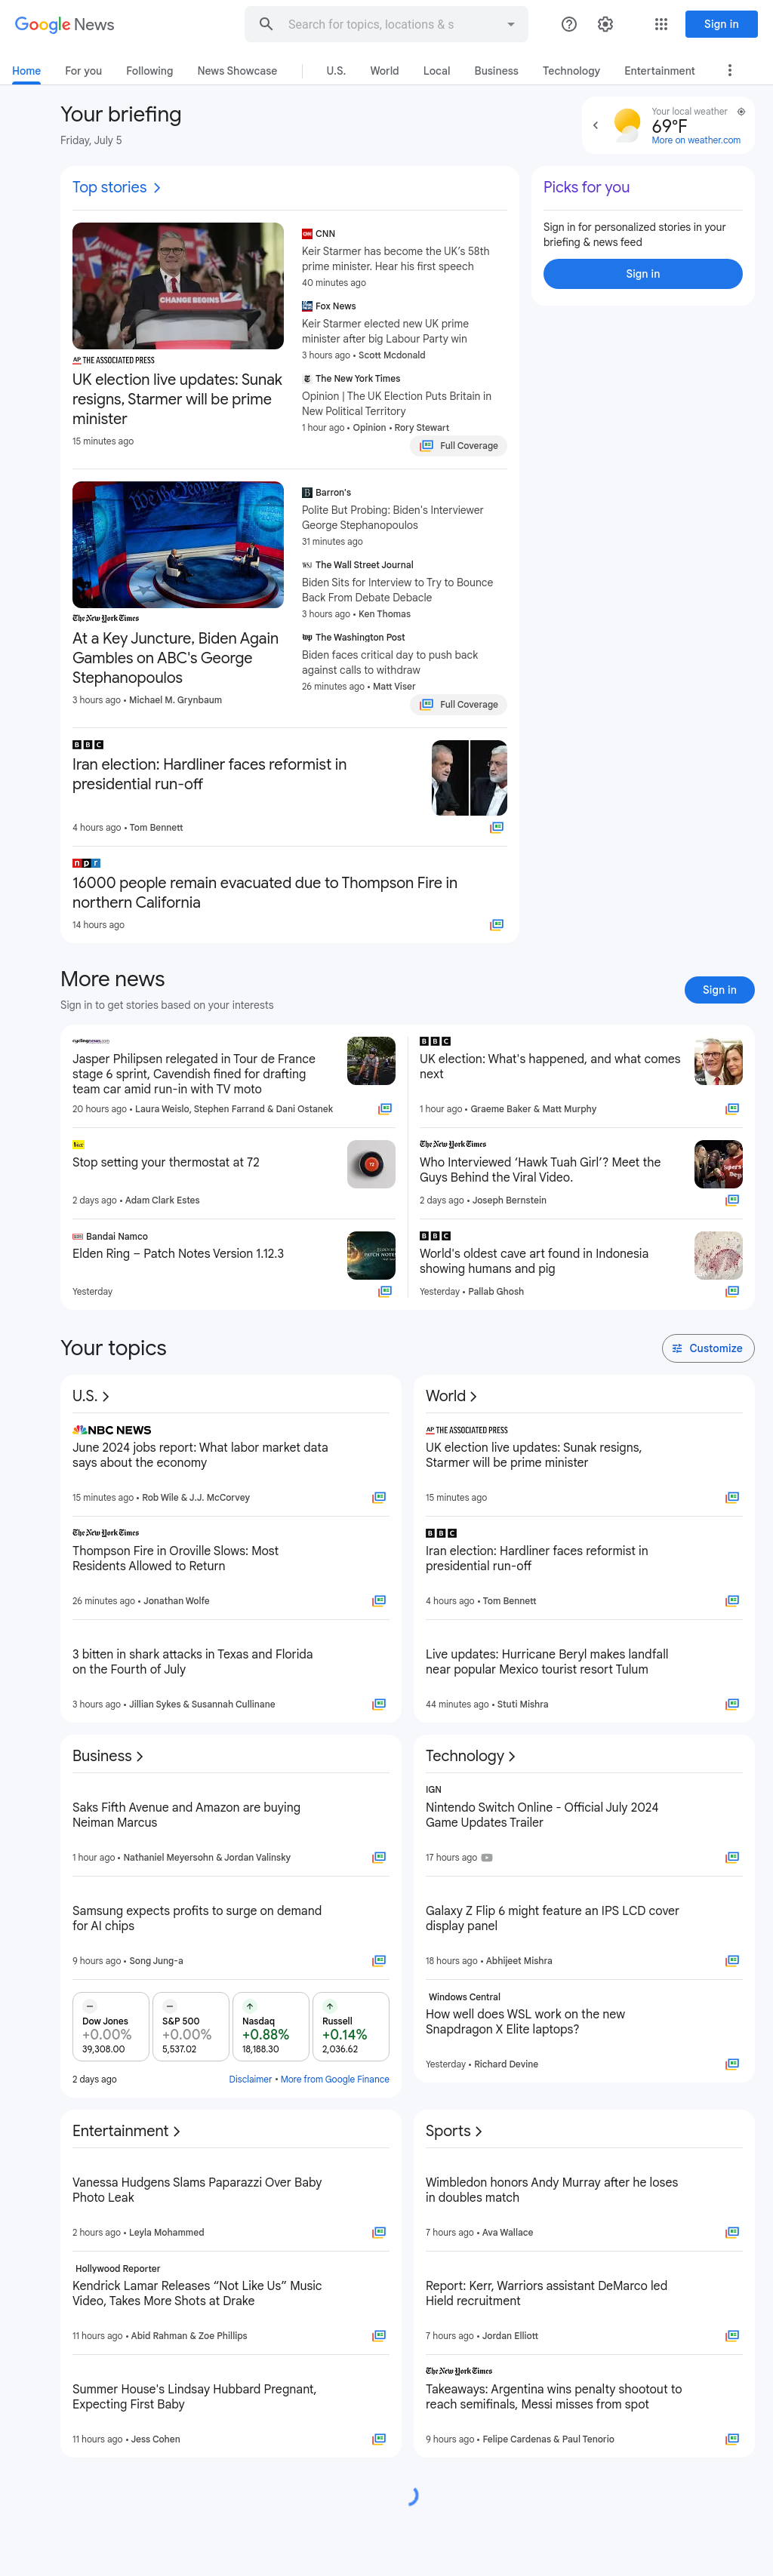 Google News
Search for topics, locations & s
Sign in
Home
For you
Following
News Showcase
U.S.
World
Local
Business
Technology
Entertainment
Your briefing
Friday, July 5
Your local weather
69°F
More on weather.com
Top stories
CHANGE BEGINS
AP THE ASSOCIATED PRESS
UK election live updates: Sunak
resigns, Starmer will be prime
minister
15 minutes ago
CNN
Keir Starmer has become the UK's 58th
prime minister. Hear his first speech
40 minutes ago
Fox News
Keir Starmer elected new UK prime
minister after big Labour Party win
3 hours ago • Scott Mcdonald
The New York Times
Opinion | The UK Election Puts Britain in
New Political Territory
1 hour ago • Opinion • Rory Stewart
Full Coverage
Picks for you
Sign in for personalized stories in your
briefing & news feed
Sign in
The New York Times
At a Key Juncture, Biden Again
Gambles on ABC's George
Stephanopoulos
3 hours ago • Michael M. Grynbaum
Barron's
Polite But Probing: Biden's Interviewer
George Stephanopoulos
31 minutes ago
The Wall Street Journal
Biden Sits for Interview to Try to Bounce
Back From Debate Debacle
3 hours ago • Ken Thomas
The Washington Post
Biden faces critical day to push back
against calls to withdraw
26 minutes ago • Matt Viser
Full Coverage
BBC
Iran election: Hardliner faces reformist in
presidential run-off
4 hours ago • Tom Bennett
npr
16000 people remain evacuated due to Thompson Fire in
northern California
14 hours ago
More news
Sign in to get stories based on your interests
Sign in
cyclingnews.com
Jasper Philipsen relegated in Tour de France
stage 6 sprint, Cavendish fined for drafting
team car amid run-in with TV moto
20 hours ago • Laura Weislo, Stephen Farrand & Dani Ostanek
Stop setting your thermostat at 72
72
2 days ago • Adam Clark Estes
Bandai Namco
Elden Ring – Patch Notes Version 1.12.3
Yesterday
BBC
UK election: What's happened, and what comes
next
1 hour ago • Graeme Baker & Matt Murphy
The New York Times
Who Interviewed ‘Hawk Tuah Girl’? Meet the
Guys Behind the Viral Video.
2 days ago • Joseph Bernstein
BBC
World's oldest cave art found in Indonesia
showing humans and pig
Yesterday • Pallab Ghosh
Your topics
Customize
U.S.
NBC NEWS
June 2024 jobs report: What labor market data
says about the economy
15 minutes ago • Rob Wile & J.J. McCorvey
The New York Times
Thompson Fire in Oroville Slows: Most
Residents Allowed to Return
26 minutes ago • Jonathan Wolfe
3 bitten in shark attacks in Texas and Florida
on the Fourth of July
3 hours ago • Jillian Sykes & Susannah Cullinane
World
AP THE ASSOCIATED PRESS
UK election live updates: Sunak resigns,
Starmer will be prime minister
15 minutes ago
BBC
Iran election: Hardliner faces reformist in
presidential run-off
4 hours ago • Tom Bennett
Live updates: Hurricane Beryl makes landfall
near popular Mexico tourist resort Tulum
44 minutes ago • Stuti Mishra
Business
Saks Fifth Avenue and Amazon are buying
Neiman Marcus
1 hour ago • Nathaniel Meyersohn & Jordan Valinsky
Samsung expects profits to surge on demand
for AI chips
9 hours ago • Song Jung-a
Dow Jones
+0.00%
39,308.00
S&P 500
+0.00%
5,537.02
Nasdaq
+0.88%
18,188.30
Russell
+0.14%
2,036.62
2 days ago
Disclaimer • More from Google Finance
Technology
IGN
Nintendo Switch Online - Official July 2024
Game Updates Trailer
17 hours ago
Galaxy Z Flip 6 might feature an IPS LCD cover
display panel
18 hours ago • Abhijeet Mishra
Windows Central
How well does WSL work on the new
Snapdragon X Elite laptops?
Yesterday • Richard Devine
Entertainment
Vanessa Hudgens Slams Paparazzi Over Baby
Photo Leak
2 hours ago • Leyla Mohammed
Hollywood Reporter
Kendrick Lamar Releases “Not Like Us” Music
Video, Takes More Shots at Drake
11 hours ago • Abid Rahman & Zoe Phillips
Summer House's Lindsay Hubbard Pregnant,
Expecting First Baby
11 hours ago • Jess Cohen
Sports
Wimbledon honors Andy Murray after he loses
in doubles match
7 hours ago • Ava Wallace
Report: Kerr, Warriors assistant DeMarco led
Hield recruitment
7 hours ago • Jordan Elliott
The New York Times
Takeaways: Argentina wins penalty shootout to
reach semifinals, Messi misses from spot
9 hours ago • Felipe Cardenas & Paul Tenorio